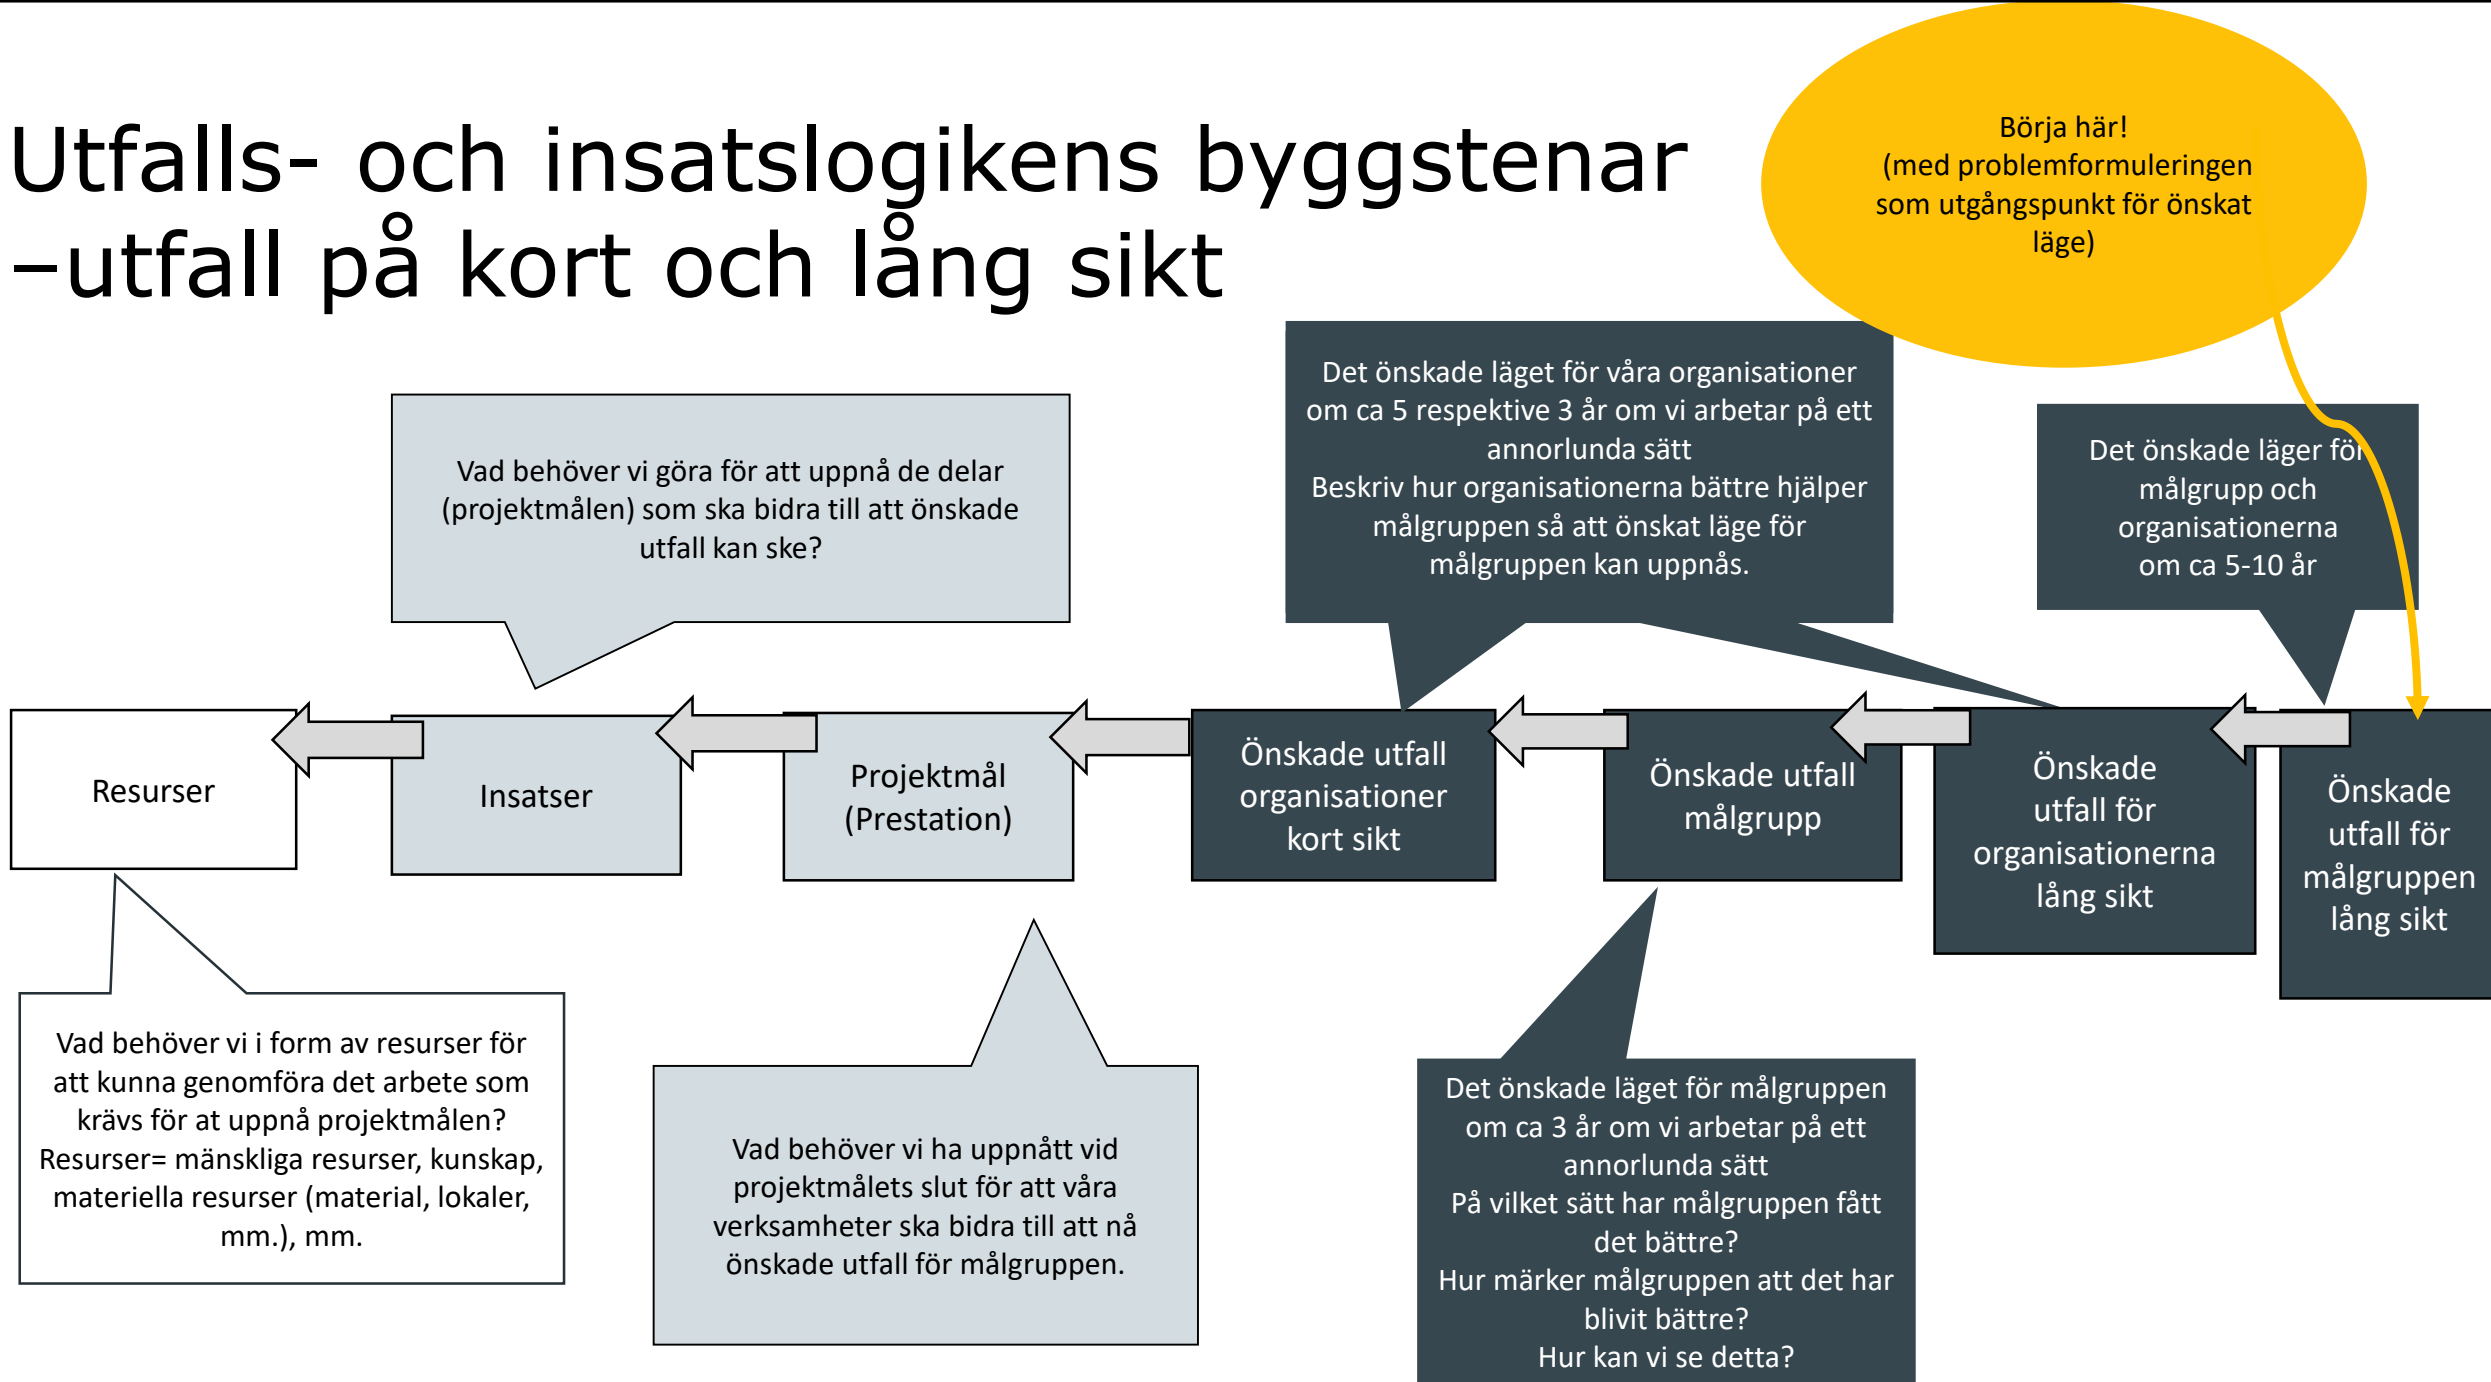 Utfalls- och insatslogikens byggstenar
–utfall på kort och lång sikt
Börja här!
(med problemformuleringen
som utgångspunkt för önskat
läge)
Vad behöver vi göra för att uppnå de delar
(projektmålen) som ska bidra till att önskade
utfall kan ske?
Det önskade läget för våra organisationer
om ca 5 respektive 3 år om vi arbetar på ett
annorlunda sätt
Beskriv hur organisationerna bättre hjälper
målgruppen så att önskat läge för
målgruppen kan uppnås.
Det önskade läger för
målgrupp och
organisationerna
om ca 5-10 år
Resurser
Insatser
Projektmål
(Prestation)
Önskade utfall
organisationer
kort sikt
Önskade utfall
målgrupp
Önskade
utfall för
organisationerna
lång sikt
Önskade
utfall för
målgruppen
lång sikt
Vad behöver vi i form av resurser för
att kunna genomföra det arbete som
krävs för at uppnå projektmålen?
Resurser= mänskliga resurser, kunskap,
materiella resurser (material, lokaler,
mm.), mm.
Vad behöver vi ha uppnått vid
projektmålets slut för att våra
verksamheter ska bidra till att nå
önskade utfall för målgruppen.
Det önskade läget för målgruppen
om ca 3 år om vi arbetar på ett
annorlunda sätt
På vilket sätt har målgruppen fått
det bättre?
Hur märker målgruppen att det har
blivit bättre?
Hur kan vi se detta?